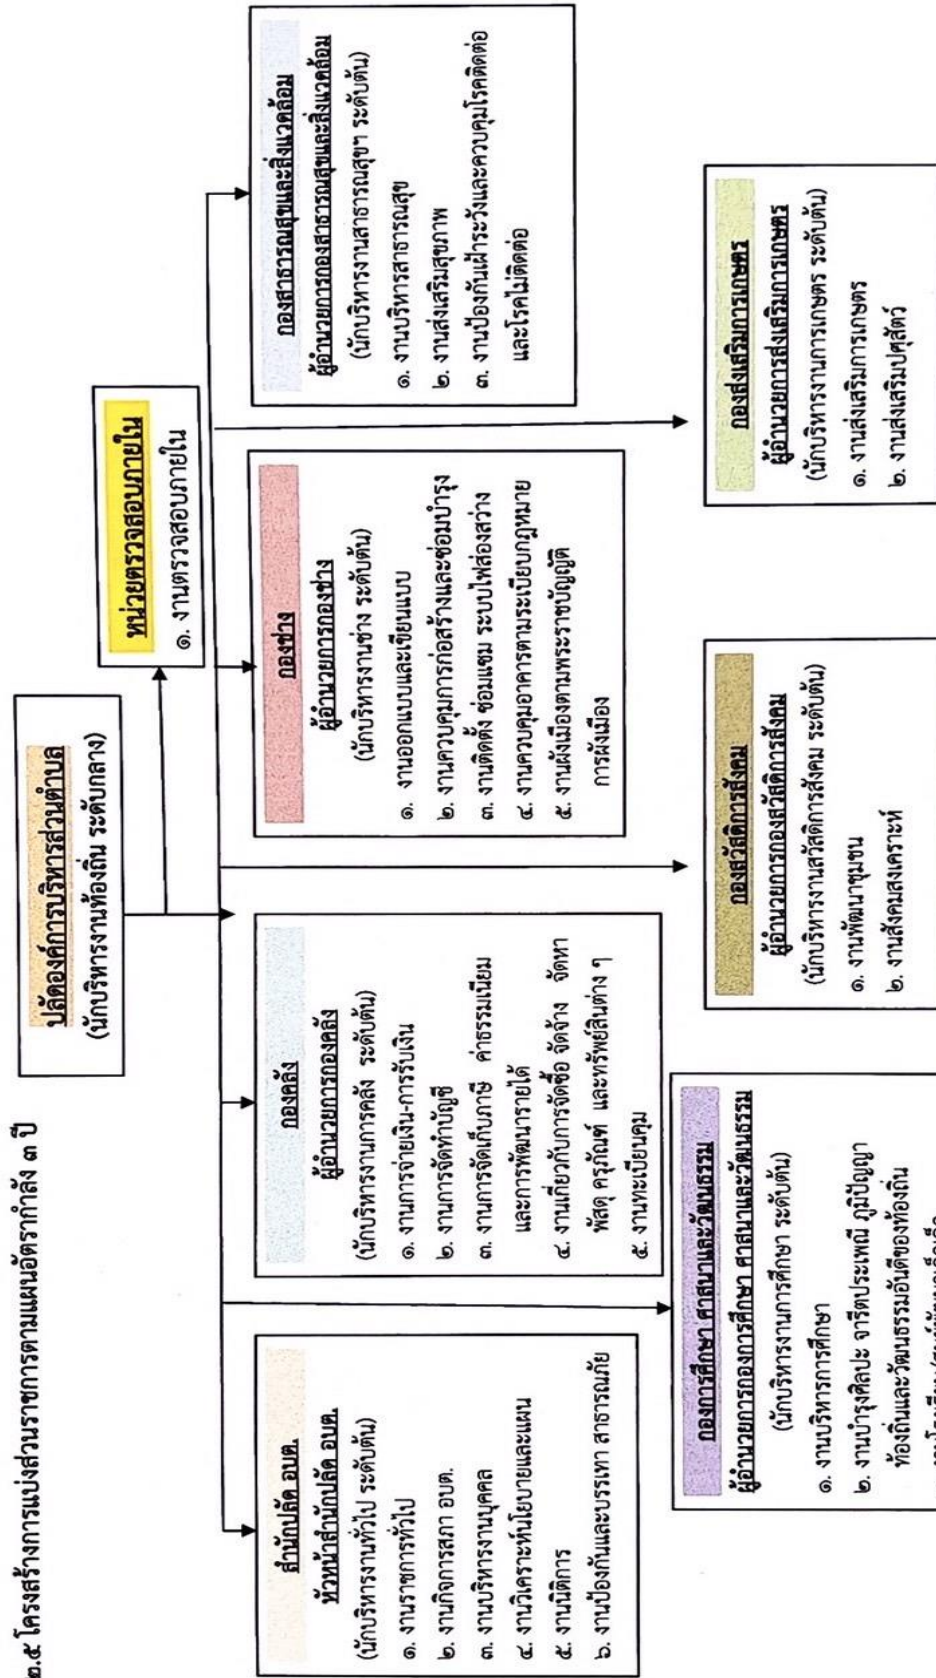 ๒.๕ โครงสร้างการแบ่งส่วนราชการตามแผนอัตรากำลัง ๓ ปี
ปลัดองค์การบริหารส่วนตำบล
(นักบริหารงานท้องถิ่น ระดับกลาง)
หน่วยตรวจสอบภายใน
๑. งานตรวจสอบภายใน
สำนักปลัด อบต.
หัวหน้าสำนักปลัด อบต.
(นักบริหารงานทั่วไป ระดับต้น)
๑. งานราชการทั่วไป
๒. งานกิจการสภา อบต.
๓. งานบริหารงานบุคคล
๔. งานวิเคราะห์นโยบายและแผน
๕. งานนิติการ
๖. งานป้องกันและบรรเทา สาธารณภัย
กองคลัง
ผู้อำนวยการกองคลัง
(นักบริหารงานการคลัง ระดับต้น)
๑. งานการจ่ายเงิน-การรับเงิน
๒. งานการจัดทำบัญชี
๓. งานการจัดเก็บภาษี ค่าธรรมเนียม
และการพัฒนารายได้
๔. งานเกี่ยวกับการจัดซื้อ จัดจ้าง จัดหา
พัสดุ ครุภัณฑ์ และทรัพย์สินต่าง ๆ
๕. งานทะเบียนคุม
กองช่าง
ผู้อำนวยการกองช่าง
(นักบริหารงานช่าง ระดับต้น)
๑. งานออกแบบและเขียนแบบ
๒. งานควบคุมการก่อสร้างและซ่อมบำรุง
๓. งานติดตั้ง ซ่อมแซม ระบบไฟส่องสว่าง
๔. งานควบคุมอาคารตามระเบียบกฎหมาย
๕. งานผังเมืองตามพระราชบัญญัติ
การผังเมือง
กองสาธารณสุขและสิ่งแวดล้อม
ผู้อำนวยการกองสาธารณสุขและสิ่งแวดล้อม
(นักบริหารงานสาธารณสุขฯ ระดับต้น)
๑. งานบริหารสาธารณสุข
๒. งานส่งเสริมสุขภาพ
๓. งานป้องกันเฝ้าระวังและควบคุมโรคติดต่อ
และโรคไม่ติดต่อ
กองการศึกษา ศาสนาและวัฒนธรรม
ผู้อำนวยการกองการศึกษา ศาสนาและวัฒนธรรม
(นักบริหารงานการศึกษา ระดับต้น)
๑. งานบริหารการศึกษา
๒. งานบำรุงศิลปะ จารีตประเพณี ภูมิปัญญา
ท้องถิ่นและวัฒนธรรมอันดีของท้องถิ่น
กองสวัสดิการสังคม
ผู้อำนวยการกองสวัสดิการสังคม
(นักบริหารงานสวัสดิการสังคม ระดับต้น)
๑. งานพัฒนาชุมชน
๒. งานสังคมสงเคราะห์
กองส่งเสริมการเกษตร
ผู้อำนวยการส่งเสริมการเกษตร
(นักบริหารงานการเกษตร ระดับต้น)
๑. งานส่งเสริมการเกษตร
๒. งานส่งเสริมปศุสัตว์